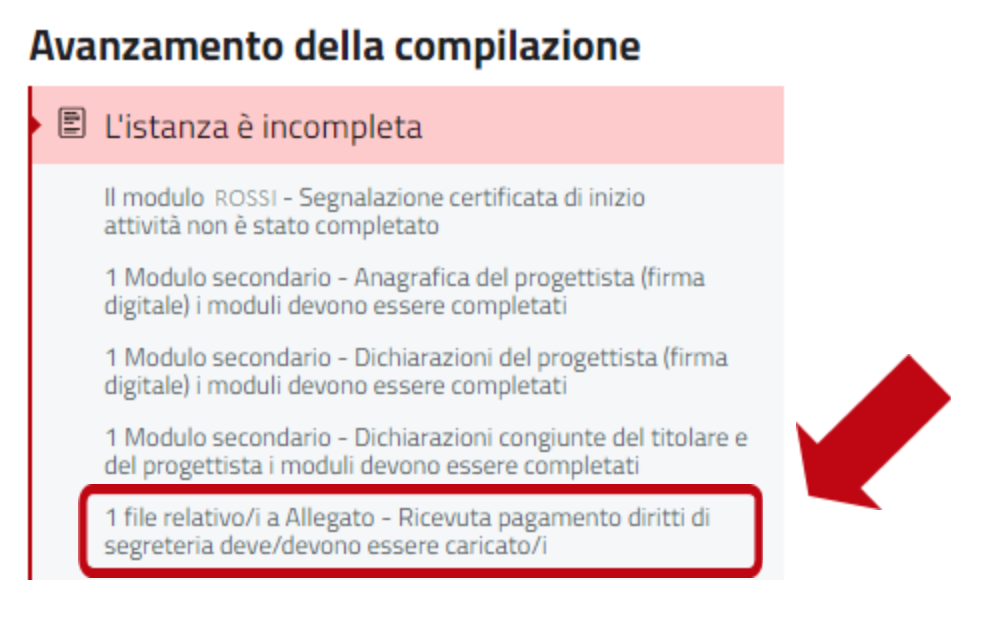 Avanzamento della compilazione
L'istanza è incompleta
Il modulo ROSSI - Segnalazione certificata di inizio
attività non è stato completato
1 Modulo secondario - Anagrafica del progettista (firma
digitale) i moduli devono essere completati
1 Modulo secondario - Dichiarazioni del progettista (firma
digitale) i moduli devono essere completati
1 Modulo secondario - Dichiarazioni congiunte del titolare e
del progettista i moduli devono essere completati
1 file relativo/i a Allegato - Ricevuta pagamento diritti di
segreteria deve/devono essere caricato/i